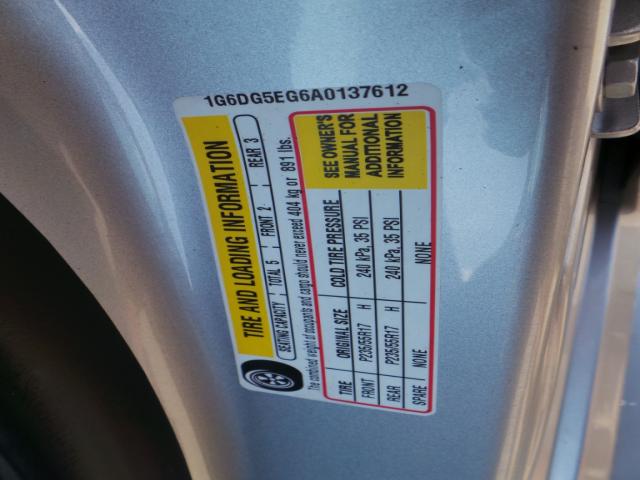 1G6DG5EG6A0137612
TIRE AND LOADING INFORMATION
SEATING CAPACITY TOTAL 5 FRONT 2 REAR 3
The combined weight of occupants and cargo should never exceed 404 kg or 891 lbs.
TIRE ORIGINAL SIZE COLD TIRE PRESSURE
FRONT P235/55R17 H 240 kPa, 35 PSI
REAR P235/55R17 H 240 kPa, 35 PSI
SPARE NONE NONE
SEE OWNER'S
MANUAL FOR
ADDITIONAL
INFORMATION